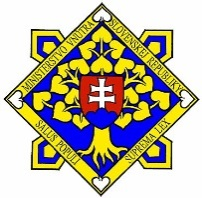 MINISTERSTVO VNÚTRA
SLOVENSKEJ REPUBLIKY
SALUS POPULI
SUPREMA LEX